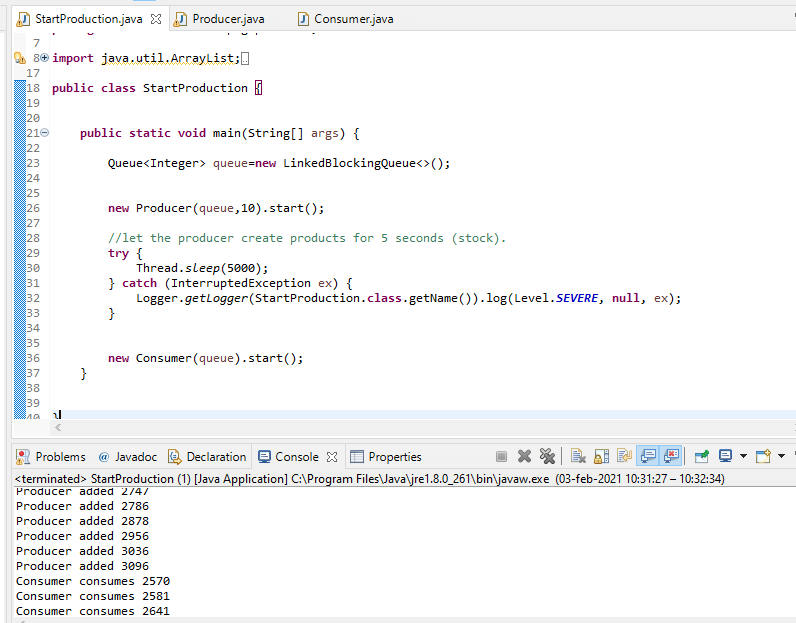 StartProduction.java Producer.java Consumer.java
7
8 import java.util.ArrayList;
17
18 public class StartProduction {
19
20
21 public static void main(String[] args) {
22
23 Queue<Integer> queue=new LinkedBlockingQueue<>();
24
25
26 new Producer(queue,10).start();
27
28 //let the producer create products for 5 seconds (stock).
29 try {
30 Thread.sleep(5000);
31 } catch (InterruptedException ex) {
32 Logger.getLogger(StartProduction.class.getName()).log(Level.SEVERE, null, ex);
33 }
34
35
36 new Consumer(queue).start();
37 }
38
39
40 }
Problems @ Javadoc Declaration Console Properties
<terminated> StartProduction (1) [Java Application] C:\Program Files\Java\jre1.8.0_261\bin\javaw.exe (03-feb-2021 10:31:27 – 10:32:34)
Producer added 2747
Producer added 2786
Producer added 2878
Producer added 2956
Producer added 3036
Producer added 3096
Consumer consumes 2570
Consumer consumes 2581
Consumer consumes 2641